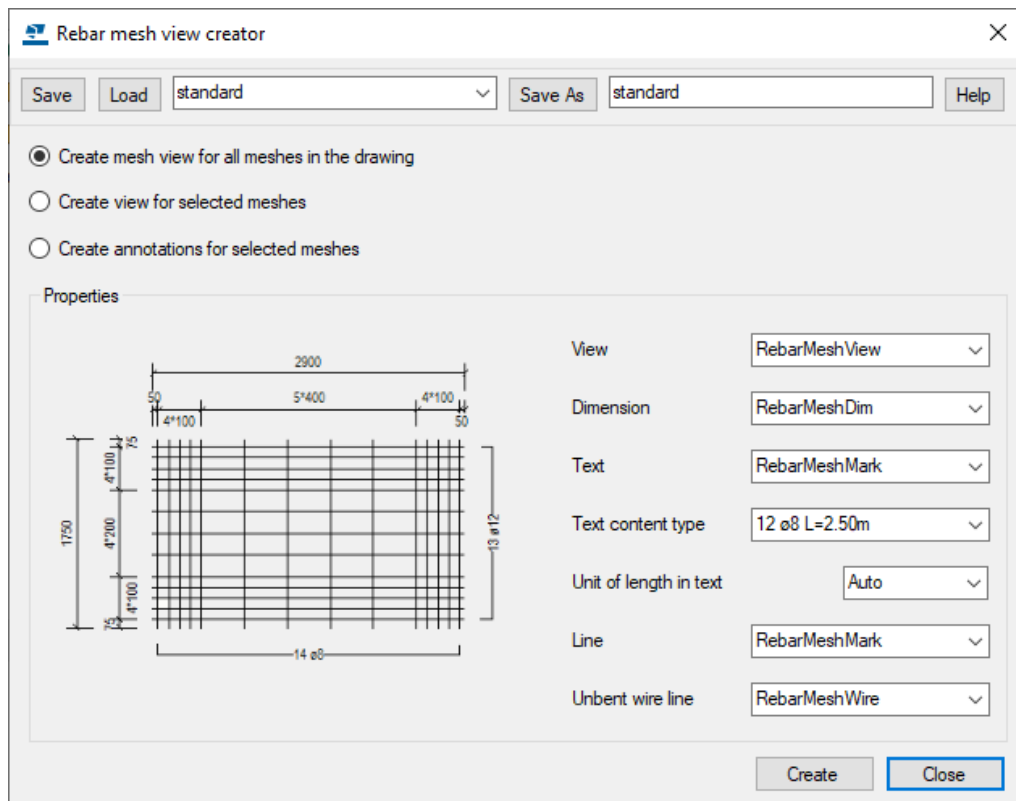 Rebar mesh view creator
Save Load standard Save As standard Help
Create mesh view for all meshes in the drawing
Create view for selected meshes
Create annotations for selected meshes
Properties
2900
50 5*400 4*100
4*100 50
75
4*100
1750
4*200
4*100
75
13 ø12
14 ø8
View RebarMeshView
Dimension RebarMeshDim
Text RebarMeshMark
Text content type 12 ø8 L=2.50m
Unit of length in text Auto
Line RebarMeshMark
Unbent wire line RebarMeshWire
Create Close